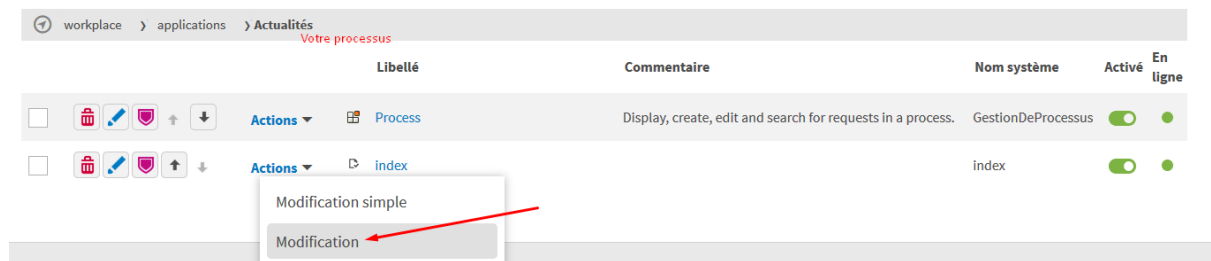 workplace › applications › Actualités
Votre processus
Libellé Commentaire Nom système Activé En ligne
Actions Process Display, create, edit and search for requests in a process. GestionDeProcessus
Actions index index
Modification simple
Modification